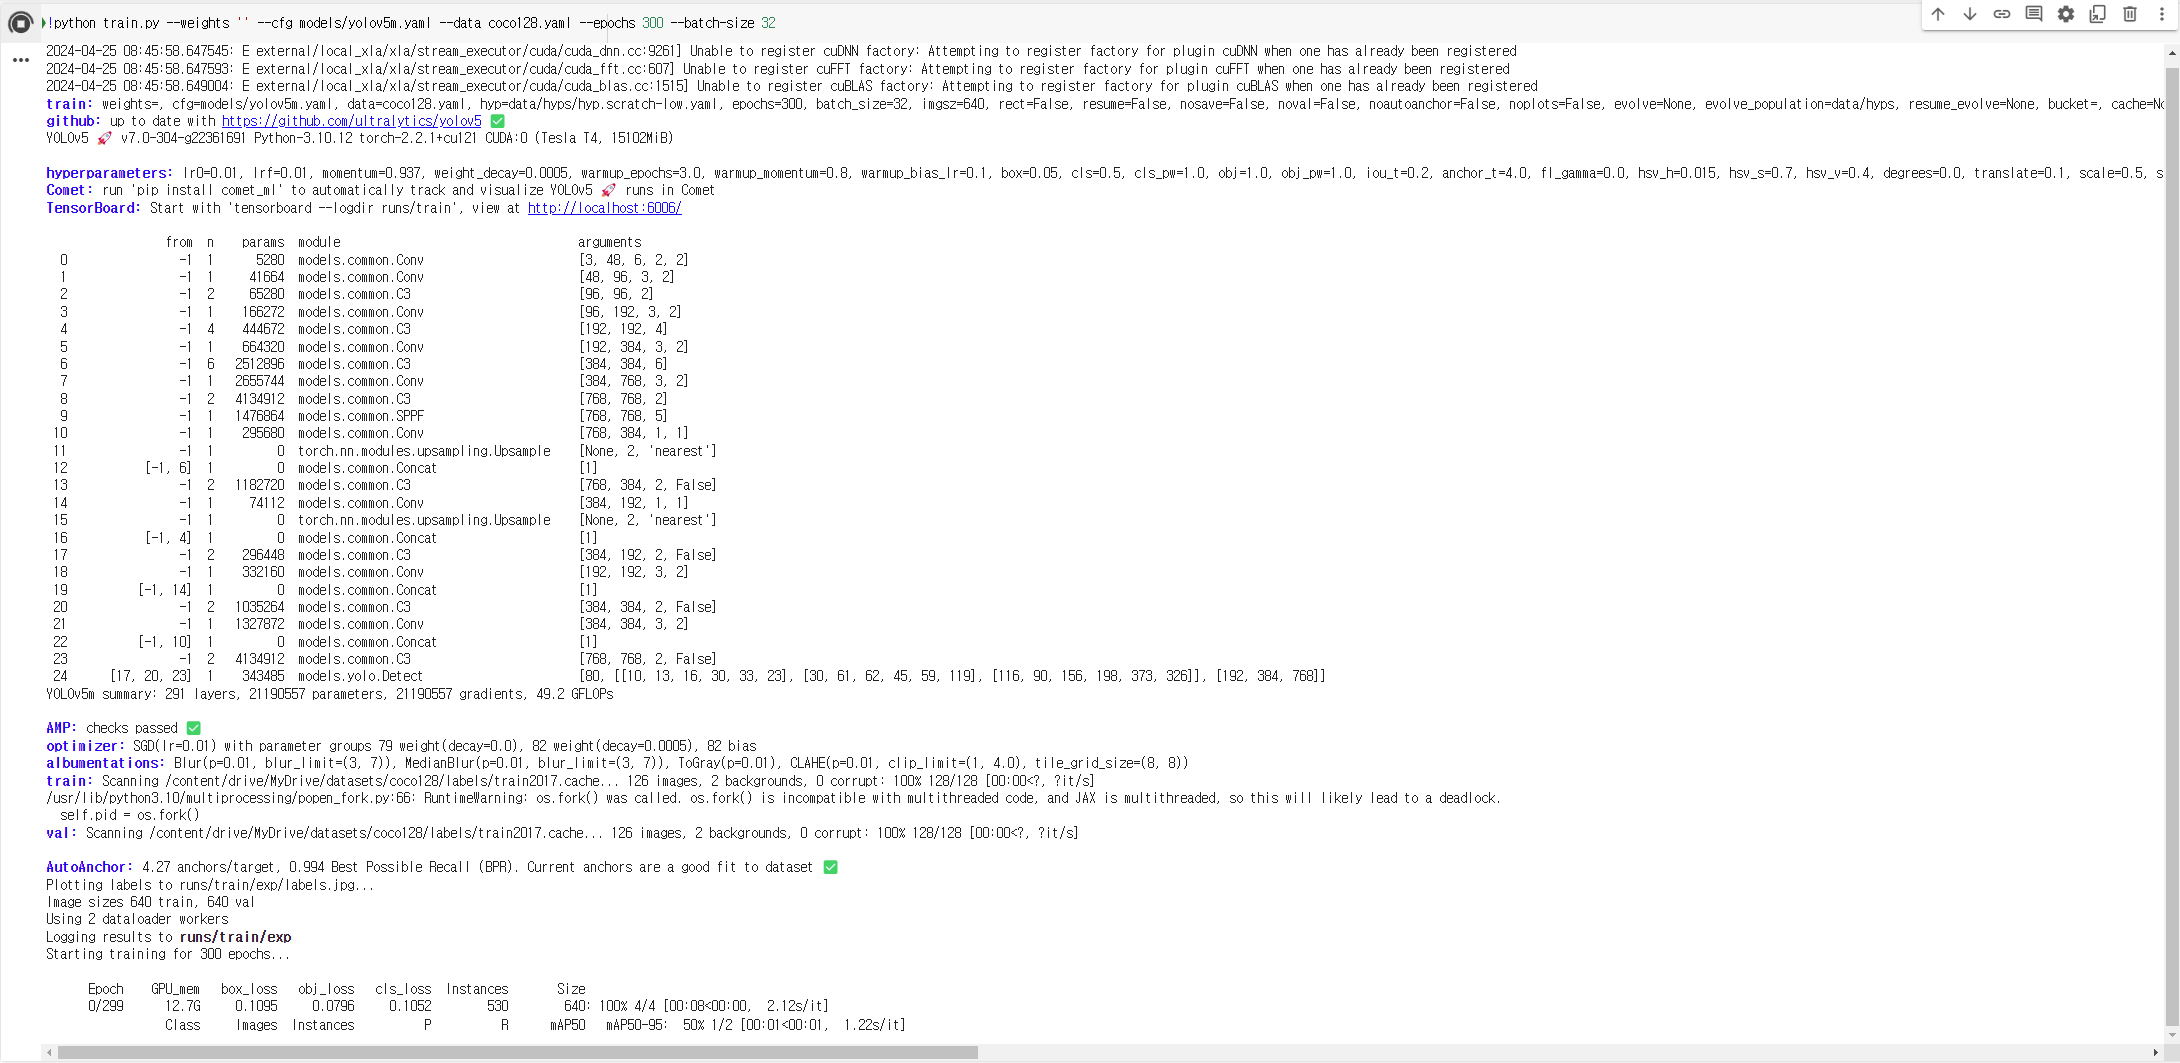 !python train.py --weights '' --cfg models/yolov5m.yaml --data coco128.yaml --epochs 300 --batch-size 32
2024-04-25 08:45:58.647545: E external/local_xla/xla/stream_executor/cuda/cuda_dnn.cc:9261] Unable to register cuDNN factory: Attempting to register factory for plugin cuDNN when one has already been registered
2024-04-25 08:45:58.647593: E external/local_xla/xla/stream_executor/cuda/cuda_fft.cc:607] Unable to register cuFFT factory: Attempting to register factory for plugin cuFFT when one has already been registered
2024-04-25 08:45:58.649004: E external/local_xla/xla/stream_executor/cuda/cuda_blas.cc:1515] Unable to register cuBLAS factory: Attempting to register factory for plugin cuBLAS when one has already been registered
train: weights=, cfg=models/yolov5m.yaml, data=coco128.yaml, hyp=data/hyps/hyp.scratch-low.yaml, epochs=300, batch_size=32, imgsz=640, rect=False, resume=False, nosave=False, noval=False, noautoanchor=False, noplots=False, evolve=None, evolve_population=data/hyps, resume_evolve=None, bucket=, cache=No
github: up to date with https://github.com/ultralytics/yolov5 ✅
YOLOv5 🚀 v7.0-304-g22361691 Python-3.10.12 torch-2.2.1+cu121 CUDA:0 (Tesla T4, 15102MiB)
hyperparameters: lr0=0.01, lrf=0.01, momentum=0.937, weight_decay=0.0005, warmup_epochs=3.0, warmup_momentum=0.8, warmup_bias_lr=0.1, box=0.05, cls=0.5, cls_pw=1.0, obj=1.0, obj_pw=1.0, iou_t=0.2, anchor_t=4.0, fl_gamma=0.0, hsv_h=0.015, hsv_s=0.7, hsv_v=0.4, degrees=0.0, translate=0.1, scale=0.5, s
Comet: run 'pip install comet_ml' to automatically track and visualize YOLOv5 🚀 runs in Comet
TensorBoard: Start with 'tensorboard --logdir runs/train', view at http://localhost:6006/
from n params module arguments
0 -1 1 5280 models.common.Conv [3, 48, 6, 2, 2]
1 -1 1 41664 models.common.Conv [48, 96, 3, 2]
2 -1 2 65280 models.common.C3 [96, 96, 2]
3 -1 1 166272 models.common.Conv [96, 192, 3, 2]
4 -1 4 444672 models.common.C3 [192, 192, 4]
5 -1 1 664320 models.common.Conv [192, 384, 3, 2]
6 -1 6 2512896 models.common.C3 [384, 384, 6]
7 -1 1 2655744 models.common.Conv [384, 768, 3, 2]
8 -1 2 4134912 models.common.C3 [768, 768, 2]
9 -1 1 1476864 models.common.SPPF [768, 768, 5]
10 -1 1 295680 models.common.Conv [768, 384, 1, 1]
11 -1 1 0 torch.nn.modules.upsampling.Upsample [None, 2, 'nearest']
12 [-1, 6] 1 0 models.common.Concat [1]
13 -1 2 1182720 models.common.C3 [768, 384, 2, False]
14 -1 1 74112 models.common.Conv [384, 192, 1, 1]
15 -1 1 0 torch.nn.modules.upsampling.Upsample [None, 2, 'nearest']
16 [-1, 4] 1 0 models.common.Concat [1]
17 -1 2 296448 models.common.C3 [384, 192, 2, False]
18 -1 1 332160 models.common.Conv [192, 192, 3, 2]
19 [-1, 14] 1 0 models.common.Concat [1]
20 -1 2 1035264 models.common.C3 [384, 384, 2, False]
21 -1 1 1327872 models.common.Conv [384, 384, 3, 2]
22 [-1, 10] 1 0 models.common.Concat [1]
23 -1 2 4134912 models.common.C3 [768, 768, 2, False]
24 [17, 20, 23] 1 343485 models.yolo.Detect [80, [[10, 13, 16, 30, 33, 23], [30, 61, 62, 45, 59, 119], [116, 90, 156, 198, 373, 326]], [192, 384, 768]]
YOLOv5m summary: 291 layers, 21190557 parameters, 21190557 gradients, 49.2 GFLOPs
AMP: checks passed ✅
optimizer: SGD(lr=0.01) with parameter groups 79 weight(decay=0.0), 82 weight(decay=0.0005), 82 bias
albumentations: Blur(p=0.01, blur_limit=(3, 7)), MedianBlur(p=0.01, blur_limit=(3, 7)), ToGray(p=0.01), CLAHE(p=0.01, clip_limit=(1, 4.0), tile_grid_size=(8, 8))
train: Scanning /content/drive/MyDrive/datasets/coco128/labels/train2017.cache... 126 images, 2 backgrounds, 0 corrupt: 100% 128/128 [00:00<?, ?it/s]
/usr/lib/python3.10/multiprocessing/popen_fork.py:66: RuntimeWarning: os.fork() was called. os.fork() is incompatible with multithreaded code, and JAX is multithreaded, so this will likely lead to a deadlock.
self.pid = os.fork()
val: Scanning /content/drive/MyDrive/datasets/coco128/labels/train2017.cache... 126 images, 2 backgrounds, 0 corrupt: 100% 128/128 [00:00<?, ?it/s]
AutoAnchor: 4.27 anchors/target, 0.994 Best Possible Recall (BPR). Current anchors are a good fit to dataset ✅
Plotting labels to runs/train/exp/labels.jpg...
Image sizes 640 train, 640 val
Using 2 dataloader workers
Logging results to runs/train/exp
Starting training for 300 epochs...
Epoch GPU_mem box_loss obj_loss cls_loss Instances Size
0/299 12.7G 0.1095 0.0796 0.1052 530 640: 100% 4/4 [00:08<00:00, 2.12s/it]
Class Images Instances P R mAP50 mAP50-95: 50% 1/2 [00:01<00:01, 1.22s/it]